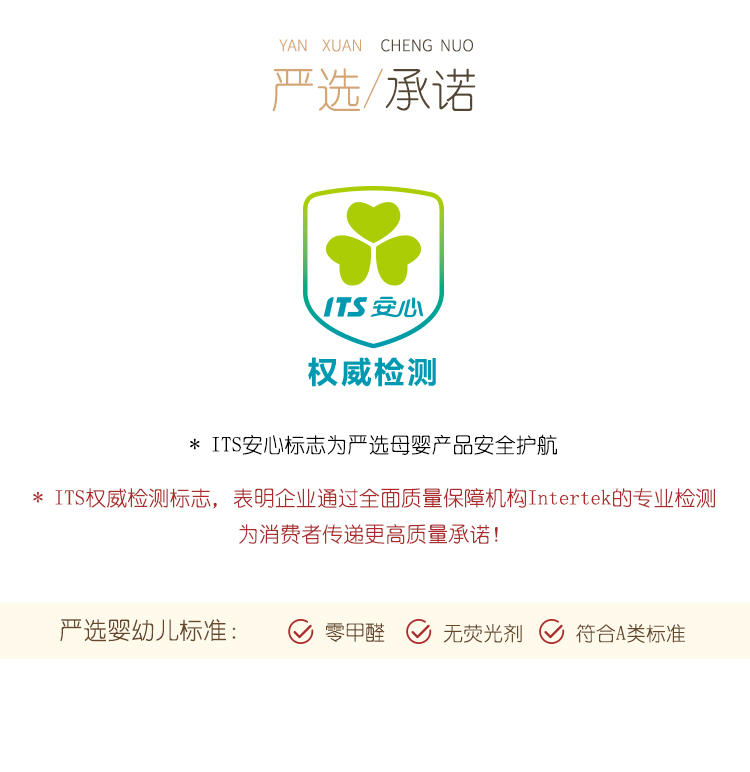 YAN XUAN CHENG NUO
严选/承诺
ITS 安心
权威检测
* ITS安心标志为严选母婴产品安全护航
* ITS权威检测标志，表明企业通过全面质量保障机构Intertek的专业检测
为消费者传递更高质量承诺！
严选婴幼儿标准： 零甲醛 无荧光剂 符合A类标准